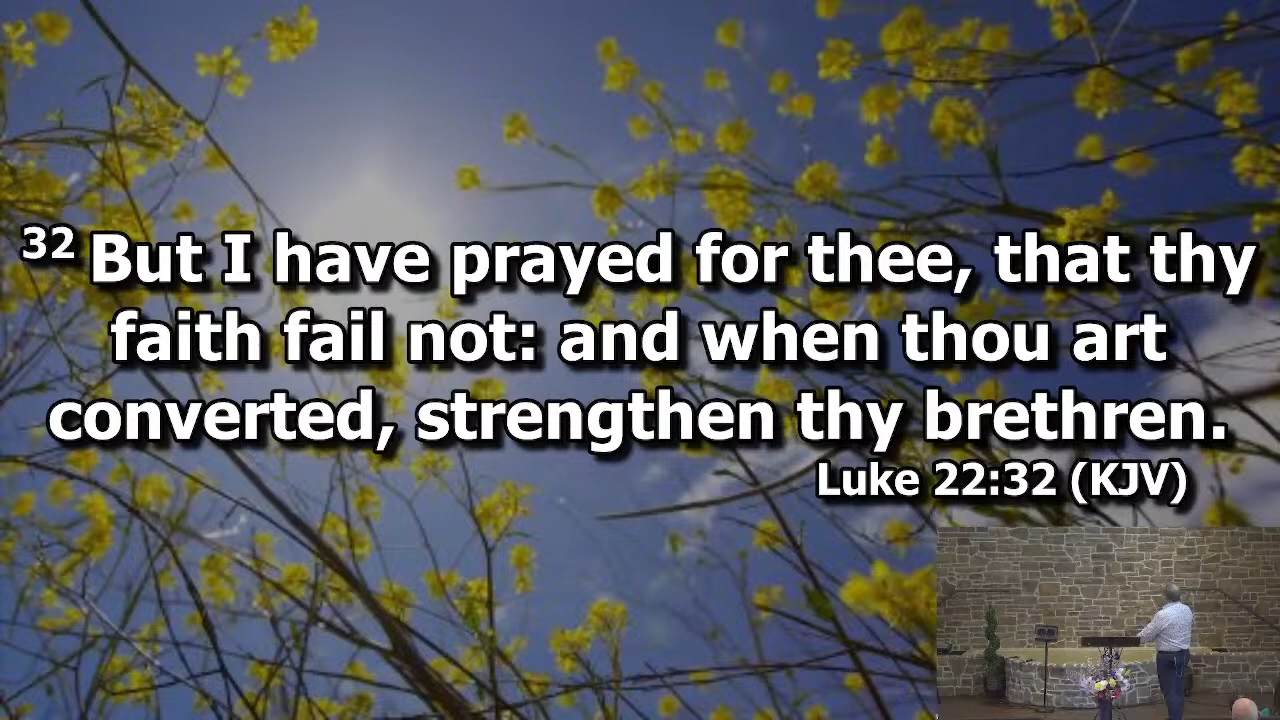 32 But I have prayed for thee, that thy
faith fail not: and when thou art
converted, strengthen thy brethren.
Luke 22:32 (KJV)